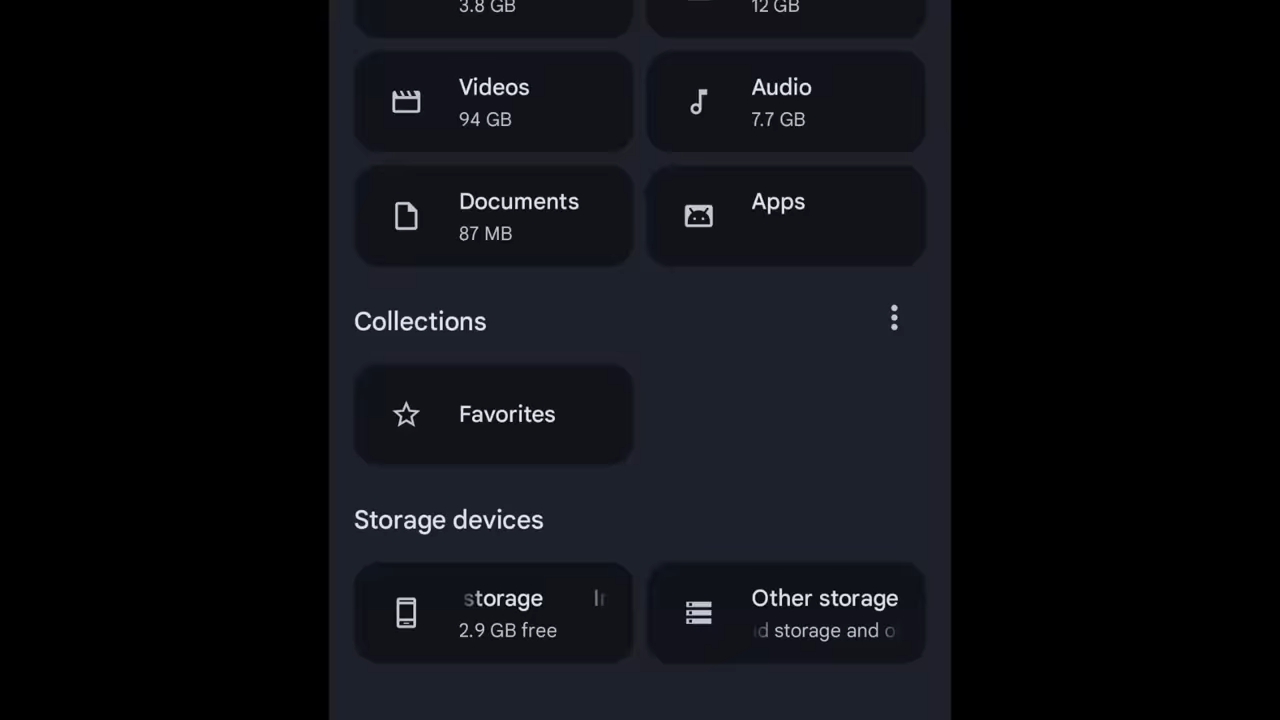 3.8 GB
12 GB
Videos
94 GB
Audio
7.7 GB
Documents
87 MB
Apps
Collections
Favorites
Storage devices
storage
2.9 GB free
Other storage
storage and